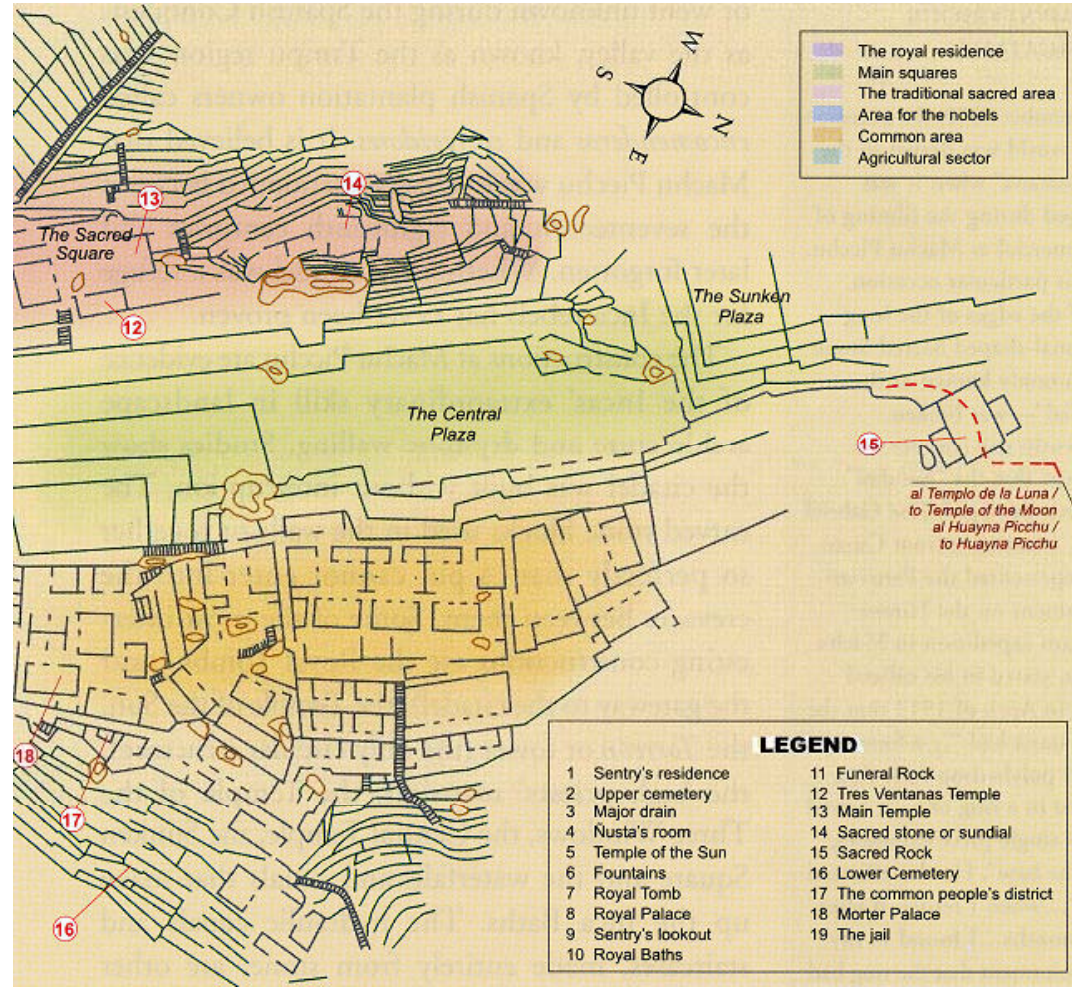 W
S
N
E
The royal residence
Main squares
The traditional sacred area
Area for the nobels
Common area
Agricultural sector
13
14
The Sacred
Square
12
The Sunken
Plaza
The Central
Plaza
15
al Templo de la Luna /
to Temple of the Moon
al Huayna Picchu /
to Huayna Picchu
18
17
16
LEGEND
1 Sentry's residence
2 Upper cemetery
3 Major drain
4 Ñusta's room
5 Temple of the Sun
6 Fountains
7 Royal Tomb
8 Royal Palace
9 Sentry's lookout
10 Royal Baths
11 Funeral Rock
12 Tres Ventanas Temple
13 Main Temple
14 Sacred stone or sundial
15 Sacred Rock
16 Lower Cemetery
17 The common people's district
18 Morter Palace
19 The jail